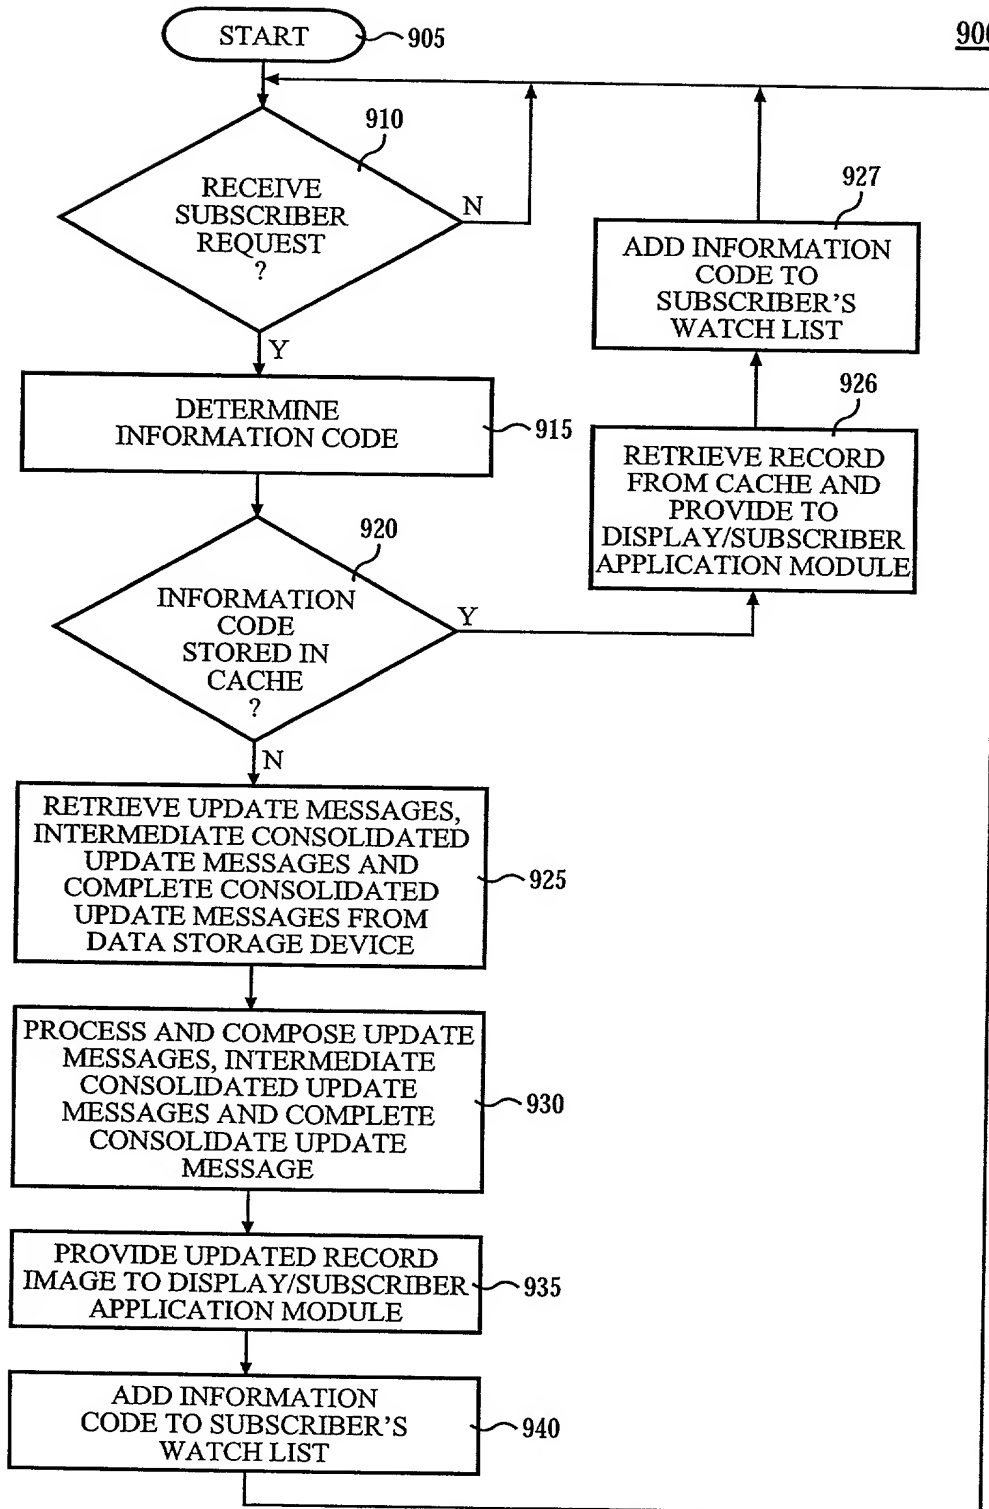 START
905
900
910
RECEIVE
SUBSCRIBER
REQUEST
?
N
Y
927
ADD INFORMATION
CODE TO
SUBSCRIBER'S
WATCH LIST
DETERMINE
INFORMATION CODE
915
926
RETRIEVE RECORD
FROM CACHE AND
PROVIDE TO
DISPLAY/SUBSCRIBER
APPLICATION MODULE
920
INFORMATION
CODE
STORED IN
CACHE
?
Y
N
RETRIEVE UPDATE MESSAGES,
INTERMEDIATE CONSOLIDATED
UPDATE MESSAGES AND
COMPLETE CONSOLIDATED
UPDATE MESSAGES FROM
DATA STORAGE DEVICE
925
PROCESS AND COMPOSE UPDATE
MESSAGES, INTERMEDIATE
CONSOLIDATED UPDATE
MESSAGES AND COMPLETE
CONSOLIDATE UPDATE
MESSAGE
930
PROVIDE UPDATED RECORD
IMAGE TO DISPLAY/SUBSCRIBER
APPLICATION MODULE
935
ADD INFORMATION
CODE TO SUBSCRIBER'S
WATCH LIST
940